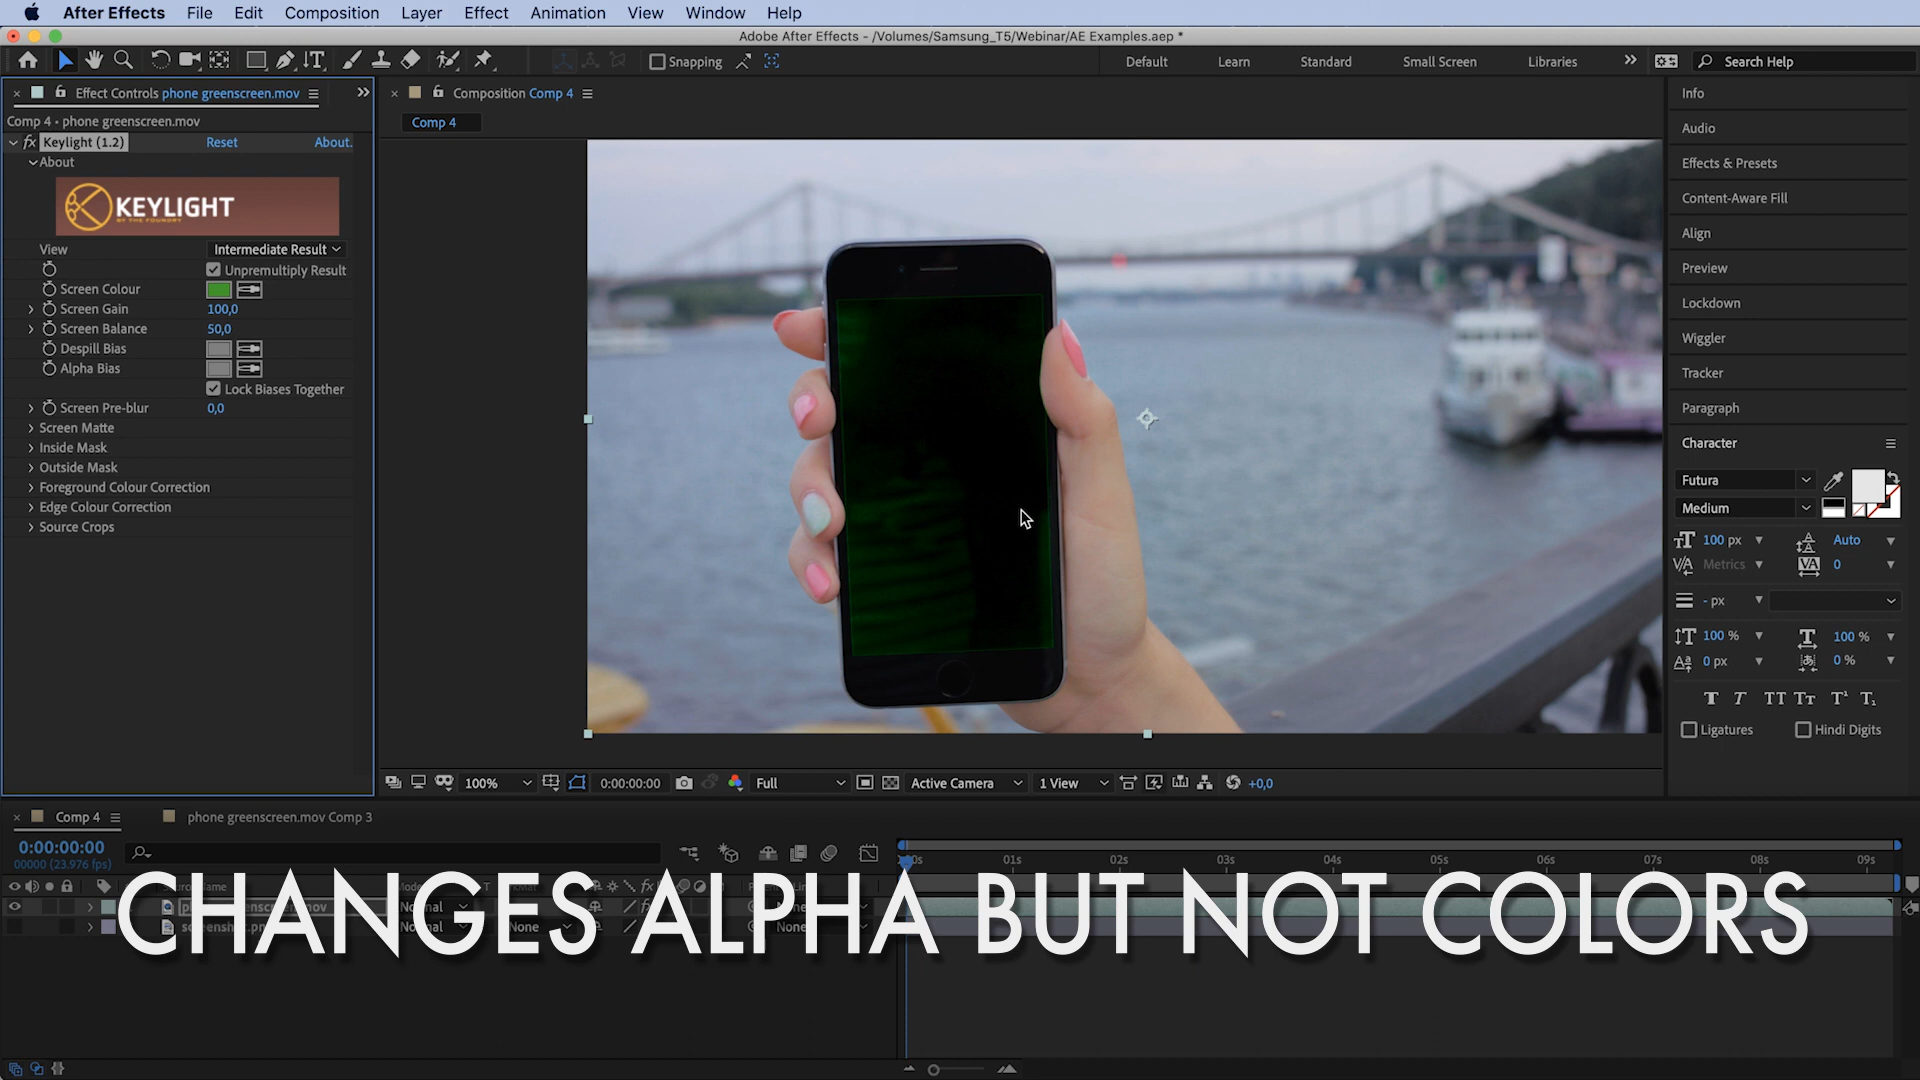 After Effects File Edit Composition Layer Effect Animation View Window Help
Adobe After Effects - /Volumes/Samsung_T5/Webinar/AE Examples.aep *
Snapping Default Learn Standard Small Screen Libraries Search Help
Effect Controls phone greenscreen.mov
Composition Comp 4
Comp 4 • phone greenscreen.mov
Comp 4
fx Keylight (1.2) Reset About.
About
KEYLIGHT
BY THE FOUNDRY
View Intermediate Result
Unpremultiply Result
Screen Colour
Screen Gain 100,0
Screen Balance 50,0
Despill Bias
Alpha Bias
Lock Biases Together
Screen Pre-blur 0,0
Screen Matte
Inside Mask
Outside Mask
Foreground Colour Correction
Edge Colour Correction
Source Crops
Info
Audio
Effects & Presets
Content-Aware Fill
Align
Preview
Lockdown
Wiggler
Tracker
Paragraph
Character
Futura
Medium
100 px Auto
Metrics 0
- px
100 % 100 %
0 px 0 %
Ligatures Hindi Digits
100% 0:00:00:00 Full Active Camera 1 View +0,0
Comp 4 phone greenscreen.mov Comp 3
0:00:00:00
00000 (23.976 fps)
01s 02s 03s 04s 05s 06s 07s 08s 09s
CHANGES ALPHA BUT NOT COLORS
Normal
Normal None None